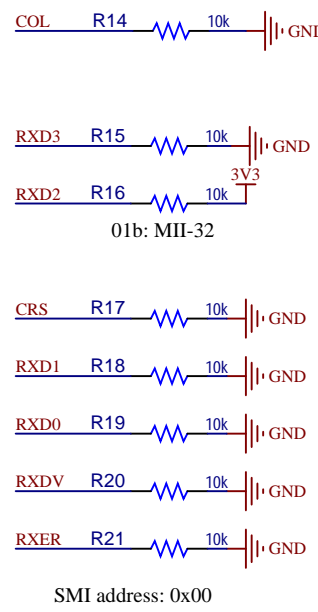 COL R14 10k GND
RXD3 R15 10k GND
3V3
RXD2 R16 10k
01b: MII-32
CRS R17 10k GND
RXD1 R18 10k GND
RXD0 R19 10k GND
RXDV R20 10k GND
RXER R21 10k GND
SMI address: 0x00